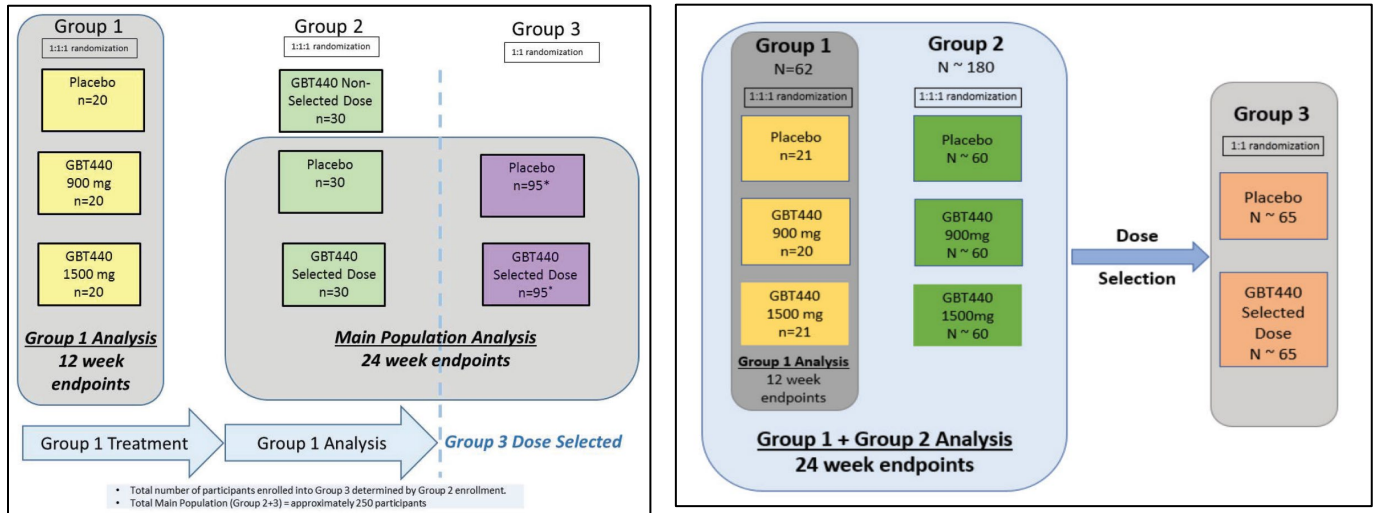 Group 1
1:1:1 randomization
Placebo
n=20
GBT440
900 mg
n=20
GBT440
1500 mg
n=20
Group 1 Analysis
12 week
endpoints
Group 2
1:1:1 randomization
GBT440 Non-
Selected Dose
n=30
Placebo
n=30
GBT440
Selected Dose
n=30
Group 3
1:1 randomization
Placebo
n=95*
GBT440
Selected Dose
n=95*
Main Population Analysis
24 week endpoints
Group 1 Treatment
Group 1 Analysis
Group 3 Dose Selected
• Total number of participants enrolled into Group 3 determined by Group 2 enrollment.
• Total Main Population (Group 2+3) = approximately 250 participants
Group 1
N=62
1:1:1 randomization
Placebo
n=21
GBT440
900 mg
n=20
GBT440
1500 mg
n=21
Group 1 Analysis
12 week
endpoints
Group 2
N ~ 180
1:1:1 randomization
Placebo
N ~ 60
GBT440
900mg
N ~ 60
GBT440
1500mg
N ~ 60
Group 1 + Group 2 Analysis
24 week endpoints
Dose
Selection
Group 3
1:1 randomization
Placebo
N ~ 65
GBT440
Selected
Dose
N ~ 65